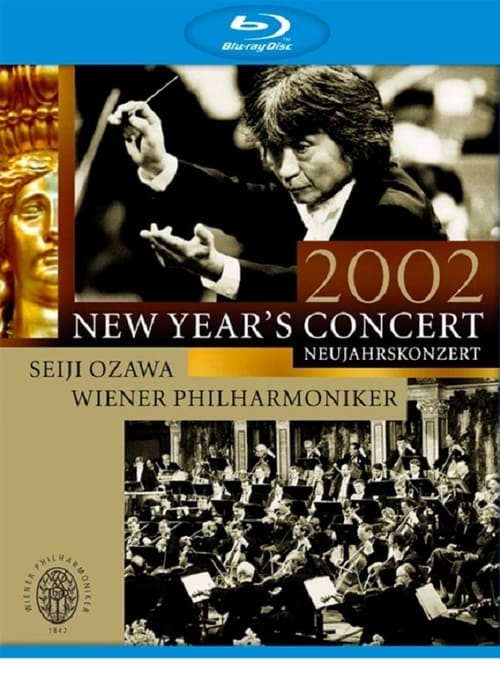 Blu-ray Disc
2002
NEW YEAR'S CONCERT
NEUJAHRSKONZERT
SEIJI OZAWA
WIENER PHILHARMONIKER
WIENER PHILHARMONIKER
1842